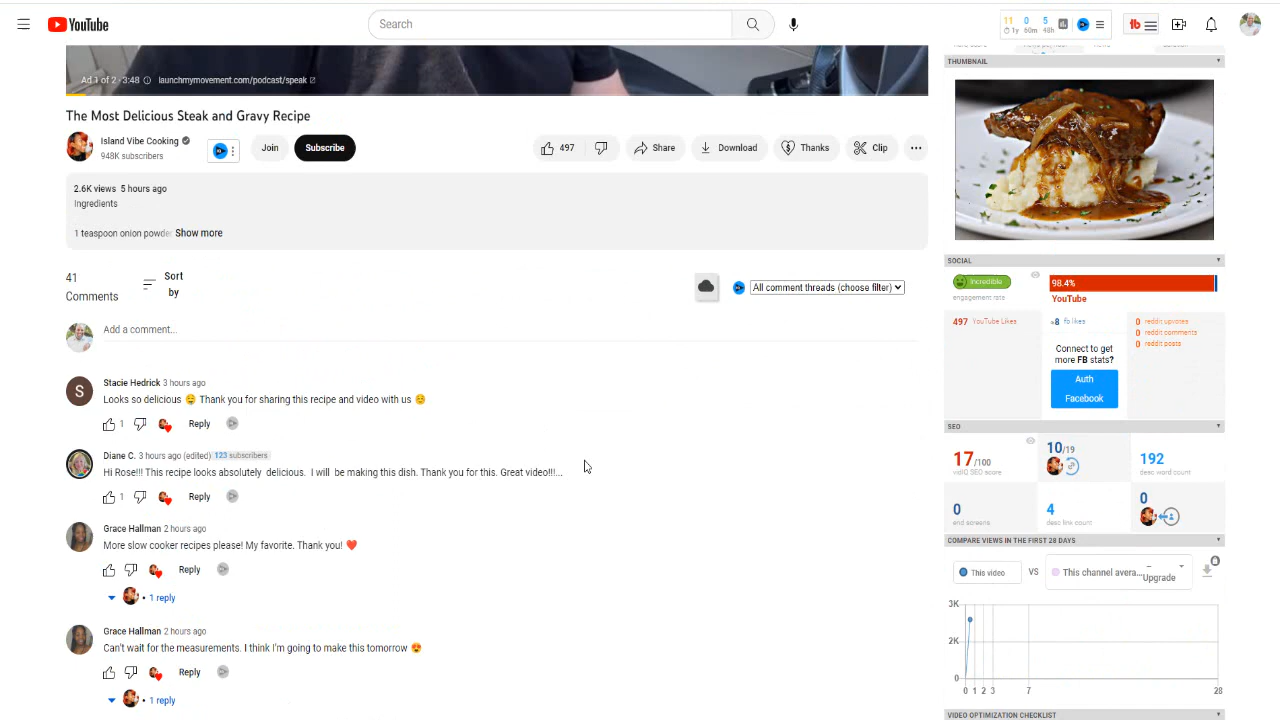 YouTube
Search
11 0 5
1y 60m 48h
Ad 1 of 2 · 3:48 launchmymovement.com/podcast/speak
The Most Delicious Steak and Gravy Recipe
Island Vibe Cooking
948K subscribers
Join
Subscribe
497
Share
Download
Thanks
Clip
2.6K views 5 hours ago
Ingredients
1 teaspoon onion powder Show more
41
Comments
Sort
by
All comment threads (choose filter)
Add a comment...
S
Stacie Hedrick 3 hours ago
Looks so delicious 🤤 Thank you for sharing this recipe and video with us ☺️
1 Reply
Diane C. 3 hours ago (edited) 123 subscribers
Hi Rose!!! This recipe looks absolutely delicious. I will be making this dish. Thank you for this. Great video!!!...
1 Reply
Grace Hallman 2 hours ago
More slow cooker recipes please! My favorite. Thank you! ❤️
Reply
1 reply
Grace Hallman 2 hours ago
Can't wait for the measurements. I think I'm going to make this tomorrow 😍
Reply
1 reply
THUMBNAIL
SOCIAL
Incredible
engagement rate
98.4%
YouTube
497 YouTube Likes
8 fb likes
Connect to get
more FB stats?
Auth
Facebook
0 reddit upvotes
0 reddit comments
0 reddit posts
SEO
17/100
vidIQ SEO score
10/19
192
desc word count
0
end screens
4
desc link count
0
COMPARE VIEWS IN THE FIRST 28 DAYS
This video
VS
This channel avera...
Upgrade
3K
2K
0
0 1 2 3 7 28
VIDEO OPTIMIZATION CHECKLIST